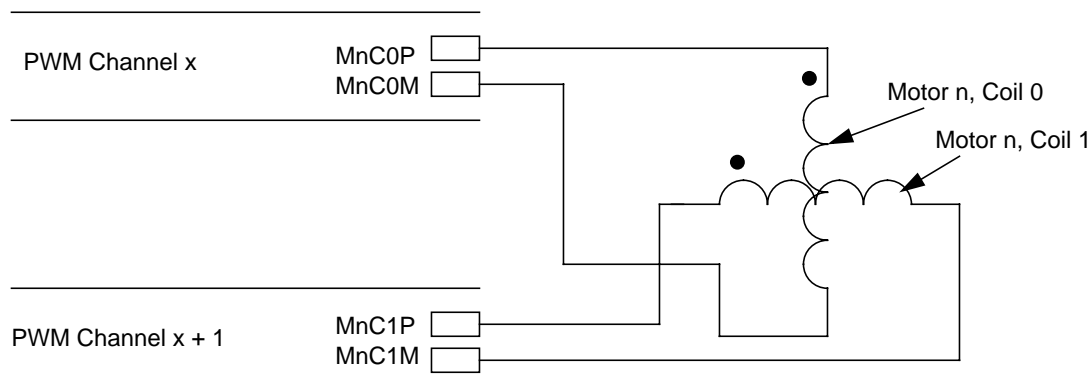 PWM Channel x
MnC0P
MnC0M
Motor n, Coil 0
Motor n, Coil 1
PWM Channel x + 1
MnC1P
MnC1M